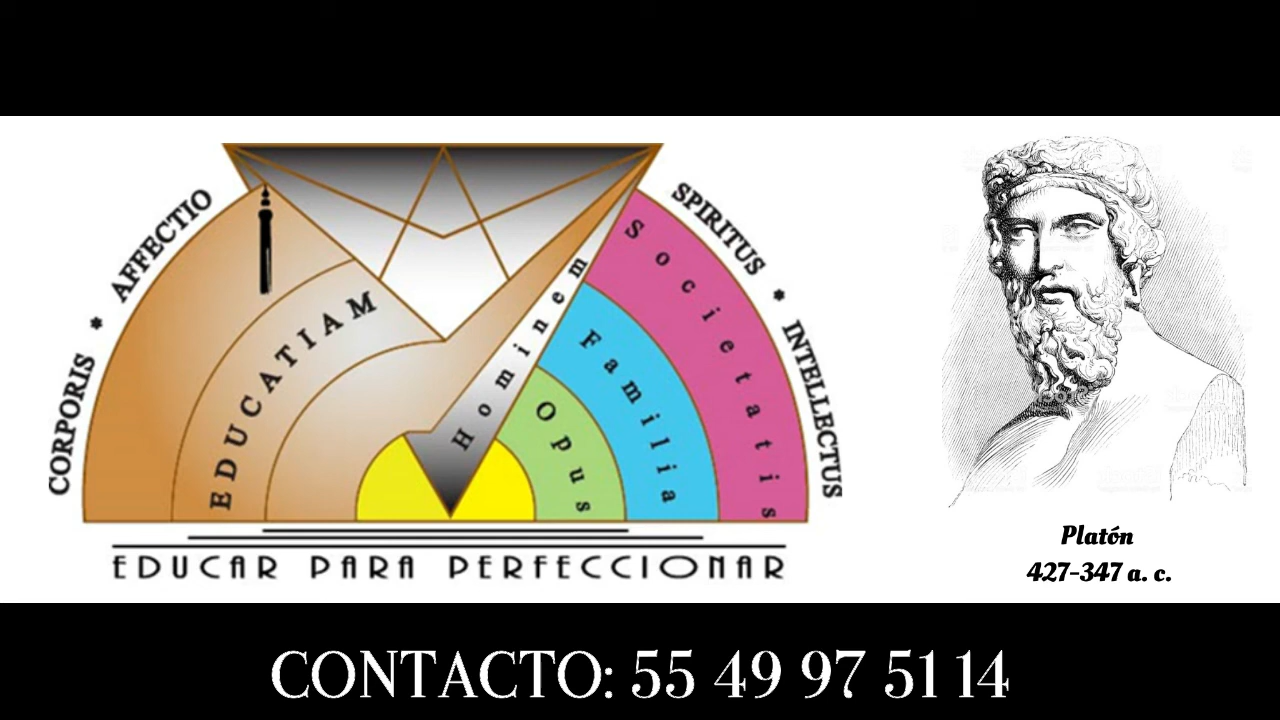 CORPORIS * AFFECTIO
SPIRITUS * INTELLECTUS
EDUCATIAM
Hominem
Opus
Familia
Societatis
EDUCAR PARA PERFECCIONAR
Platón
427-347 a. c.
CONTACTO: 55 49 97 51 14